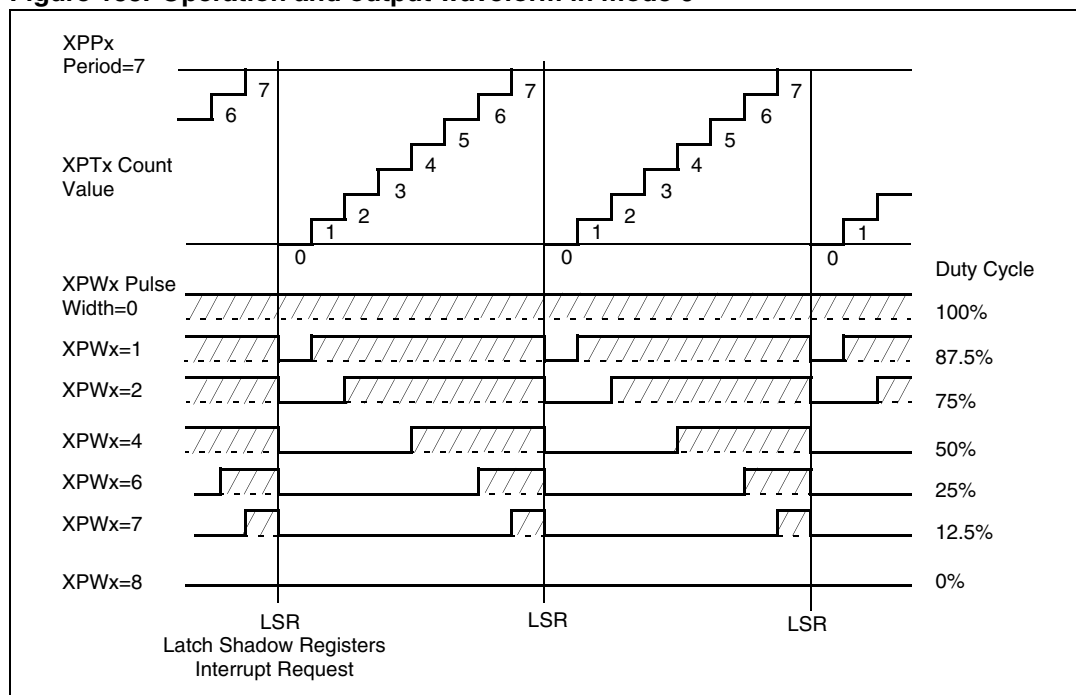 Figure Operation and output waveform in mode
XPPx
Period=7
7
7
7
6
6
6
5
5
XPTx Count
Value
4
4
3
3
2
2
1
1
1
0
0
0
Duty Cycle
XPWx Pulse
Width=0
100%
XPWx=1
87.5%
XPWx=2
75%
XPWx=4
50%
XPWx=6
25%
XPWx=7
12.5%
XPWx=8
0%
LSR
LSR
LSR
Latch Shadow Registers
Interrupt Request